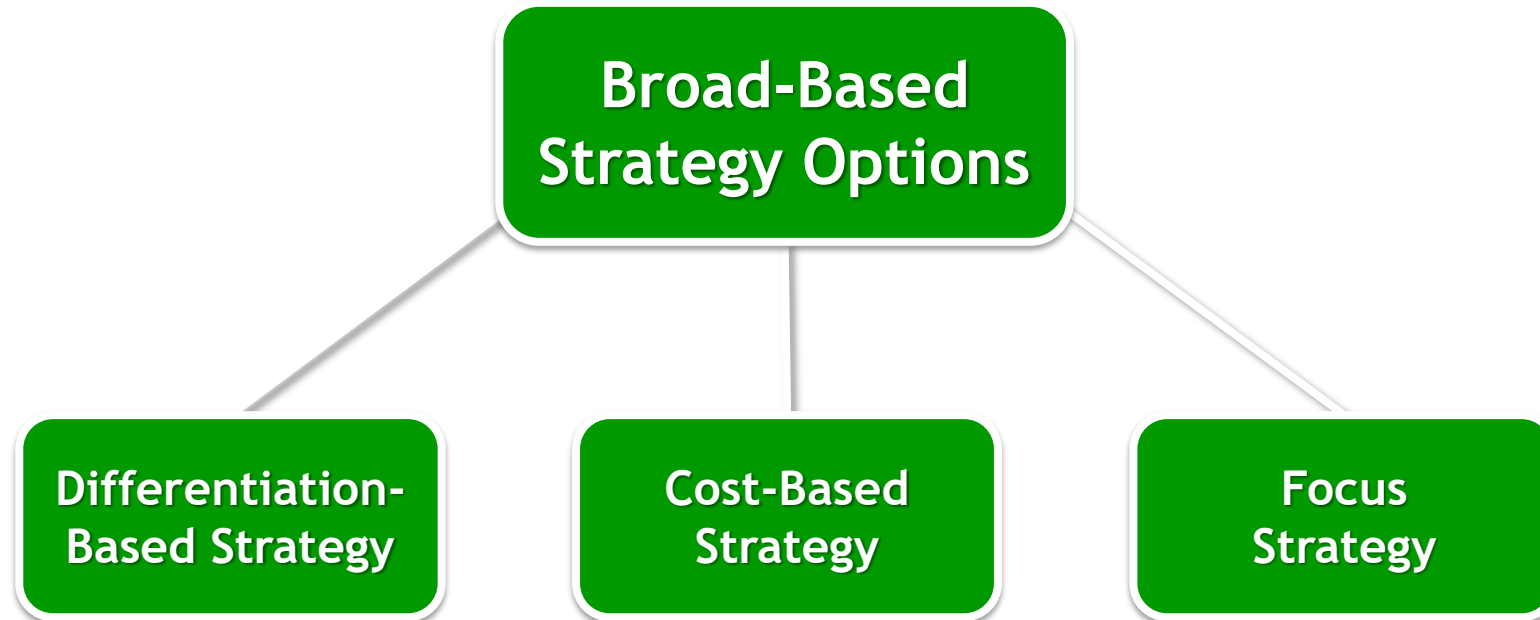 Broad-Based
Strategy Options
Differentiation-
Based Strategy
Cost-Based
Strategy
Focus
Strategy